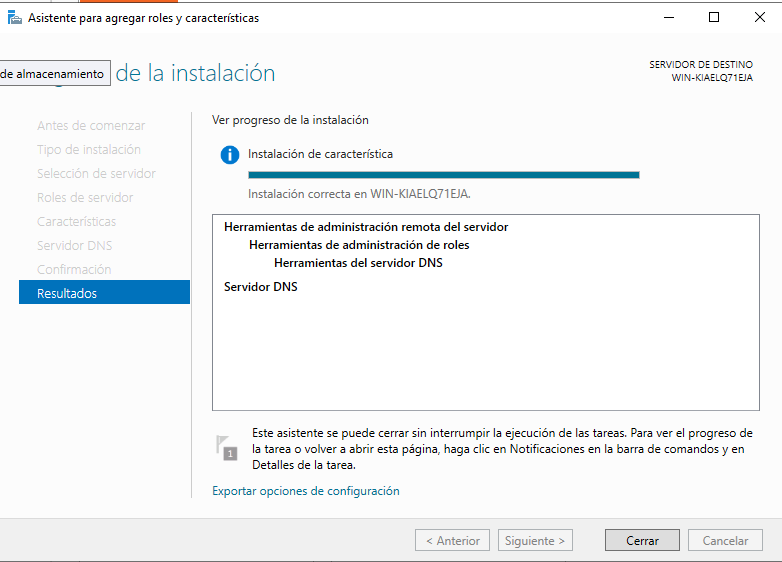 Asistente para agregar roles y características
de almacenamiento
de la instalación
SERVIDOR DE DESTINO
WIN-KIAELQ71EJA
Antes de comenzar
Tipo de instalación
Selección de servidor
Roles de servidor
Características
Servidor DNS
Confirmación
Resultados
Ver progreso de la instalación
Instalación de característica
Instalación correcta en WIN-KIAELQ71EJA.
Herramientas de administración remota del servidor
Herramientas de administración de roles
Herramientas del servidor DNS
Servidor DNS
1
Este asistente se puede cerrar sin interrumpir la ejecución de las tareas. Para ver el progreso de
la tarea o volver a abrir esta página, haga clic en Notificaciones en la barra de comandos y en
Detalles de la tarea.
Exportar opciones de configuración
< Anterior
Siguiente >
Cerrar
Cancelar